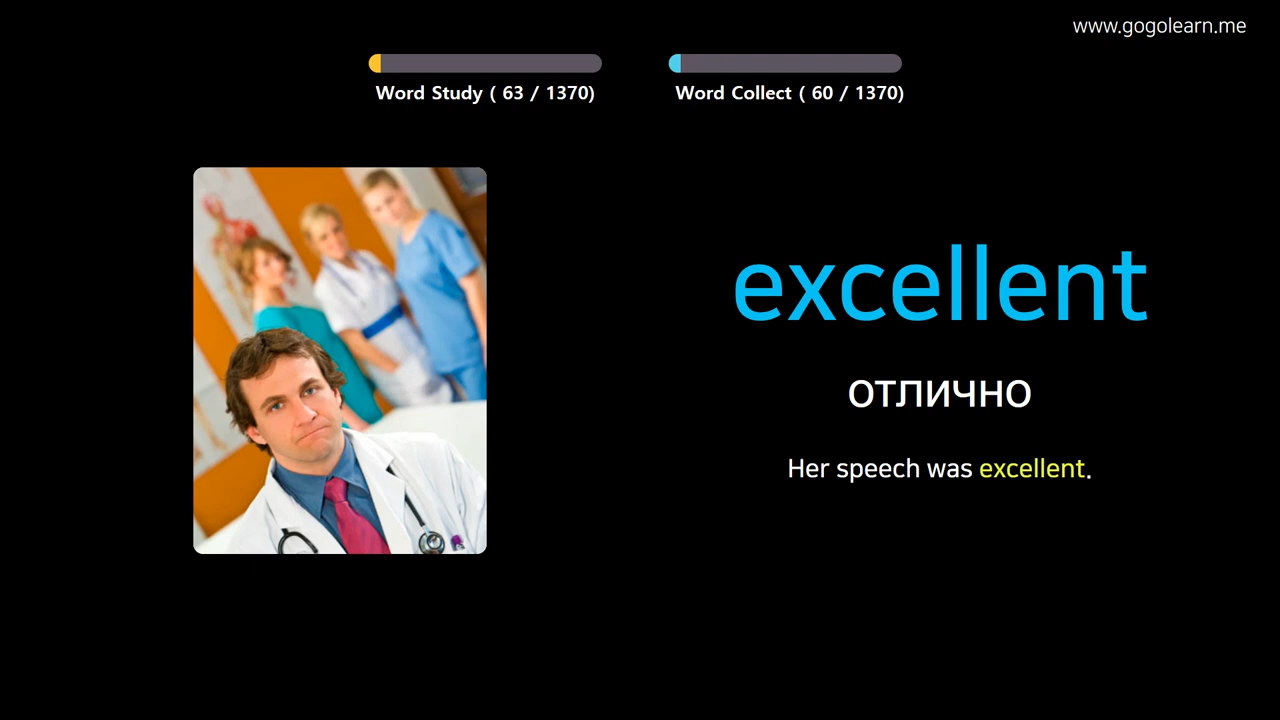 www.gogolearn.me
Word Study ( 63 / 1370)
Word Collect ( 60 / 1370)
excellent
отлично
Her speech was excellent.